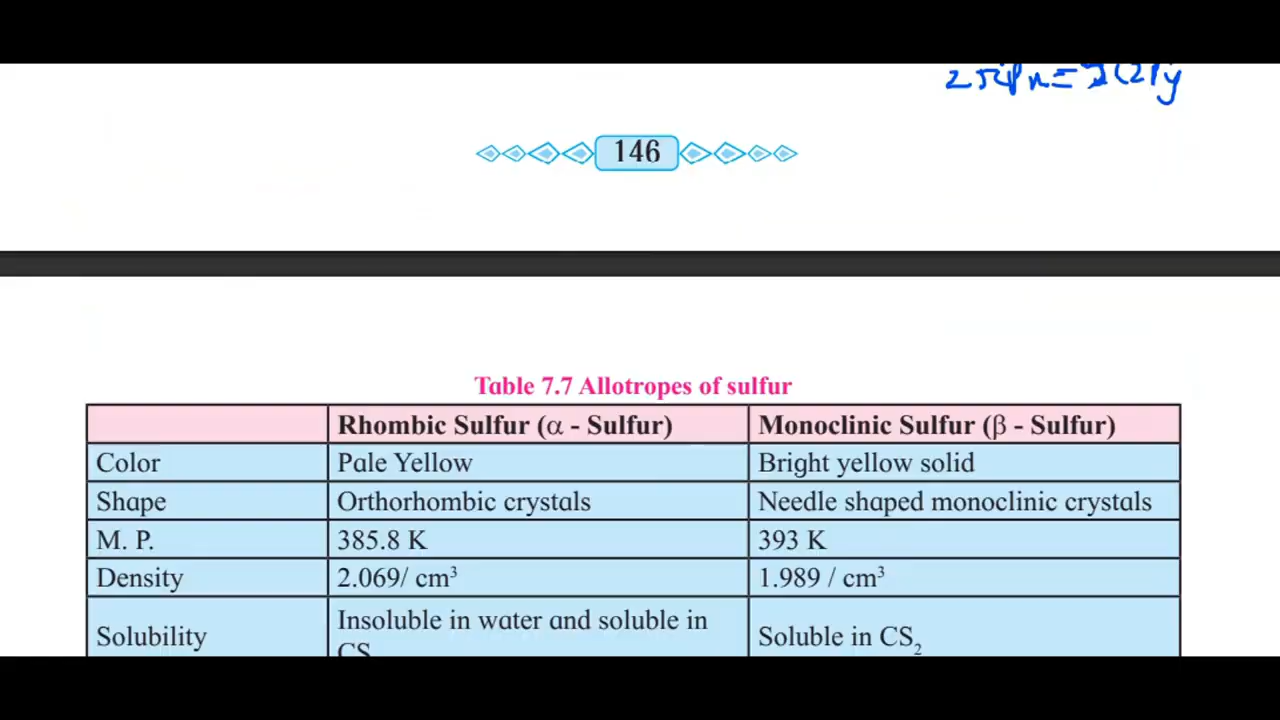 146
Table 7.7 Allotropes of sulfur
Rhombic Sulfur (α - Sulfur) Monoclinic Sulfur (β - Sulfur)
Color Pale Yellow Bright yellow solid
Shape Orthorhombic crystals Needle shaped monoclinic crystals
M. P. 385.8 K 393 K
Density 2.069/ cm³ 1.989 / cm³
Solubility Insoluble in water and soluble in Soluble in CS₂
CS